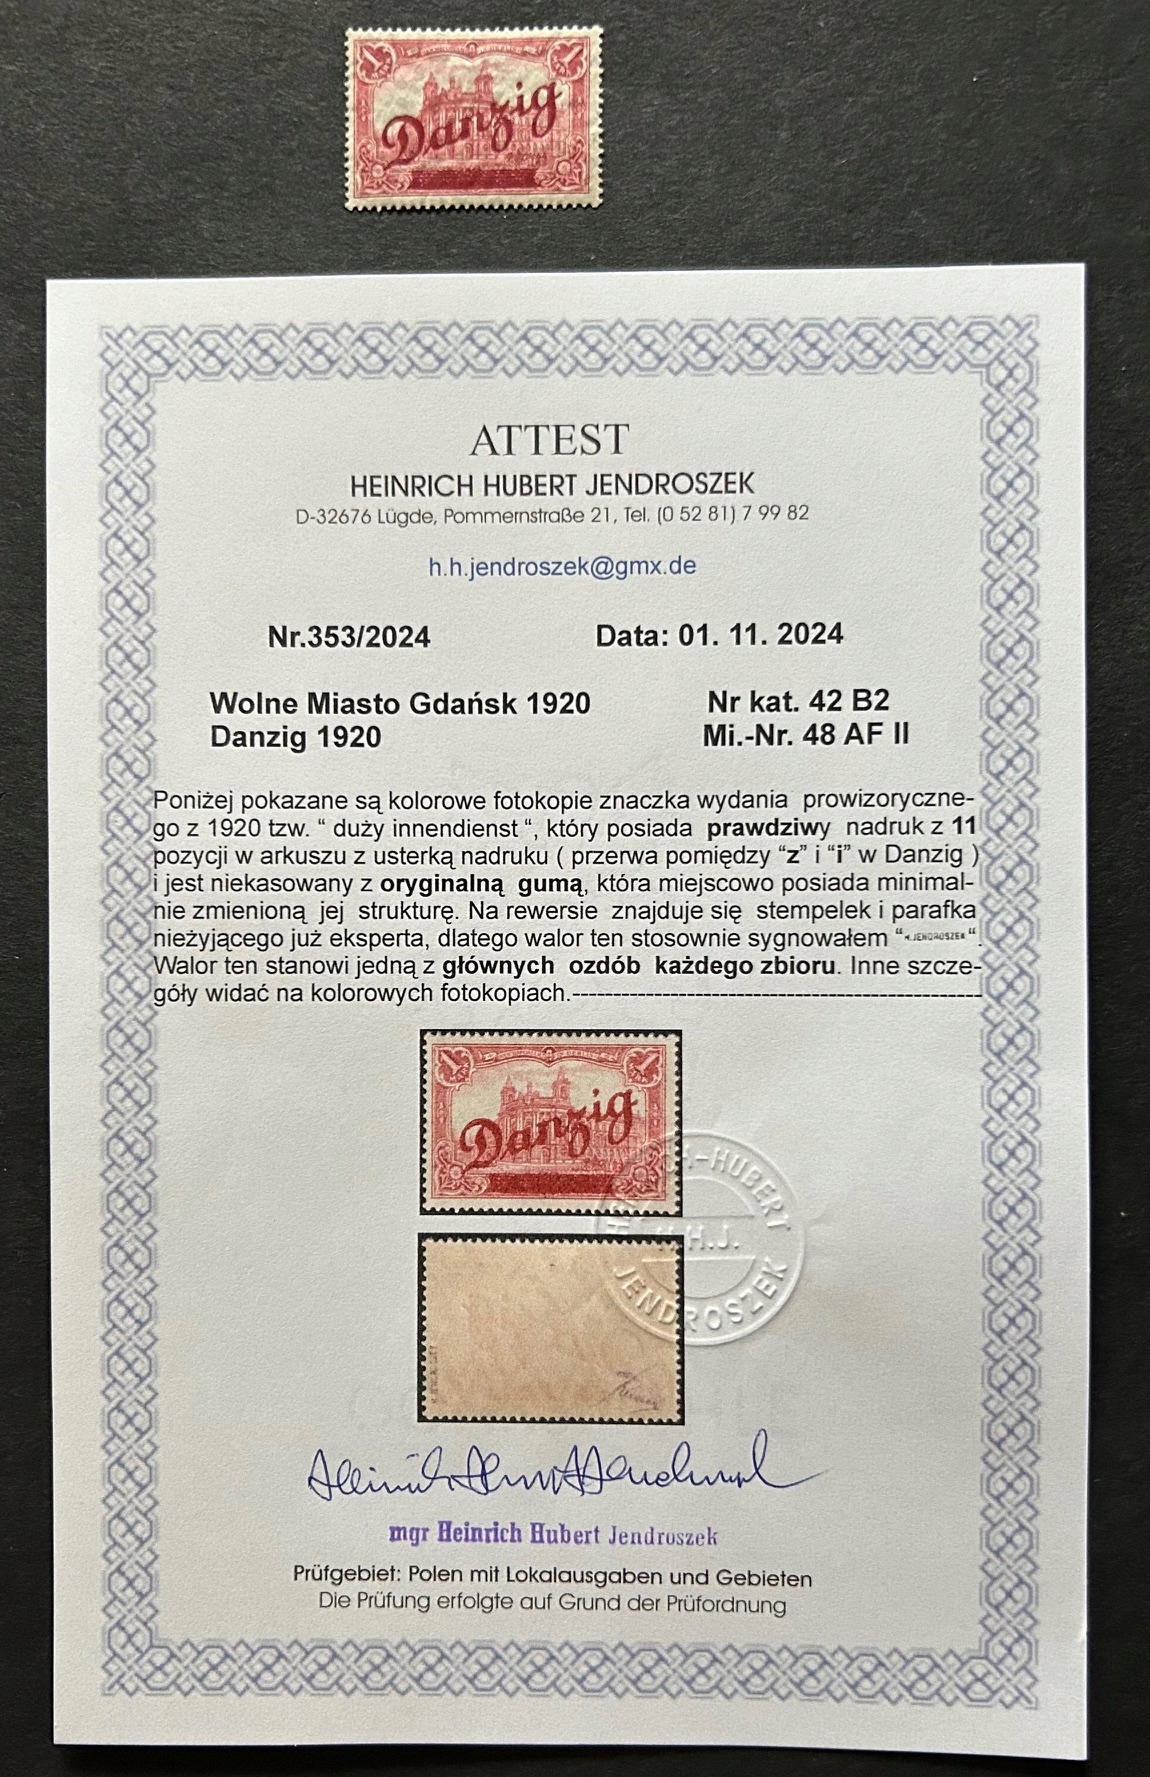 Danzig
ATTEST
HEINRICH HUBERT JENDROSZEK
D-32676 Lügde, Pommernstraße 21, Tel. (0 52 81) 7 99 82
h.h.jendroszek@gmx.de
Nr.353/2024 Data: 01. 11. 2024
Wolne Miasto Gdańsk 1920 Nr kat. 42 B2
Danzig 1920 Mi.-Nr. 48 AF II
Poniżej pokazane są kolorowe fotokopie znaczka wydania prowizoryczne-
go z 1920 tzw. “ duży innendienst “, który posiada prawdziwy nadruk z 11
pozycji w arkuszu z usterką nadruku ( przerwa pomiędzy “z” i “i” w Danzig )
i jest niekasowany z oryginalną gumą, która miejscowo posiada minimal-
nie zmienioną jej strukturę. Na rewersie znajduje się stempelek i parafka
nieżyjącego już eksperta, dlatego walor ten stosownie sygnowałem “H.JENDROSZEK“.
Walor ten stanowi jedną z głównych ozdób każdego zbioru. Inne szcze-
góły widać na kolorowych fotokopiach.--------------------------------------------------
Danzig
HUBERT
H.J.
JENDROSZEK
mgr Heinrich Hubert Jendroszek
Prüfgebiet: Polen mit Lokalausgaben und Gebieten
Die Prüfung erfolgte auf Grund der Prüfordnung